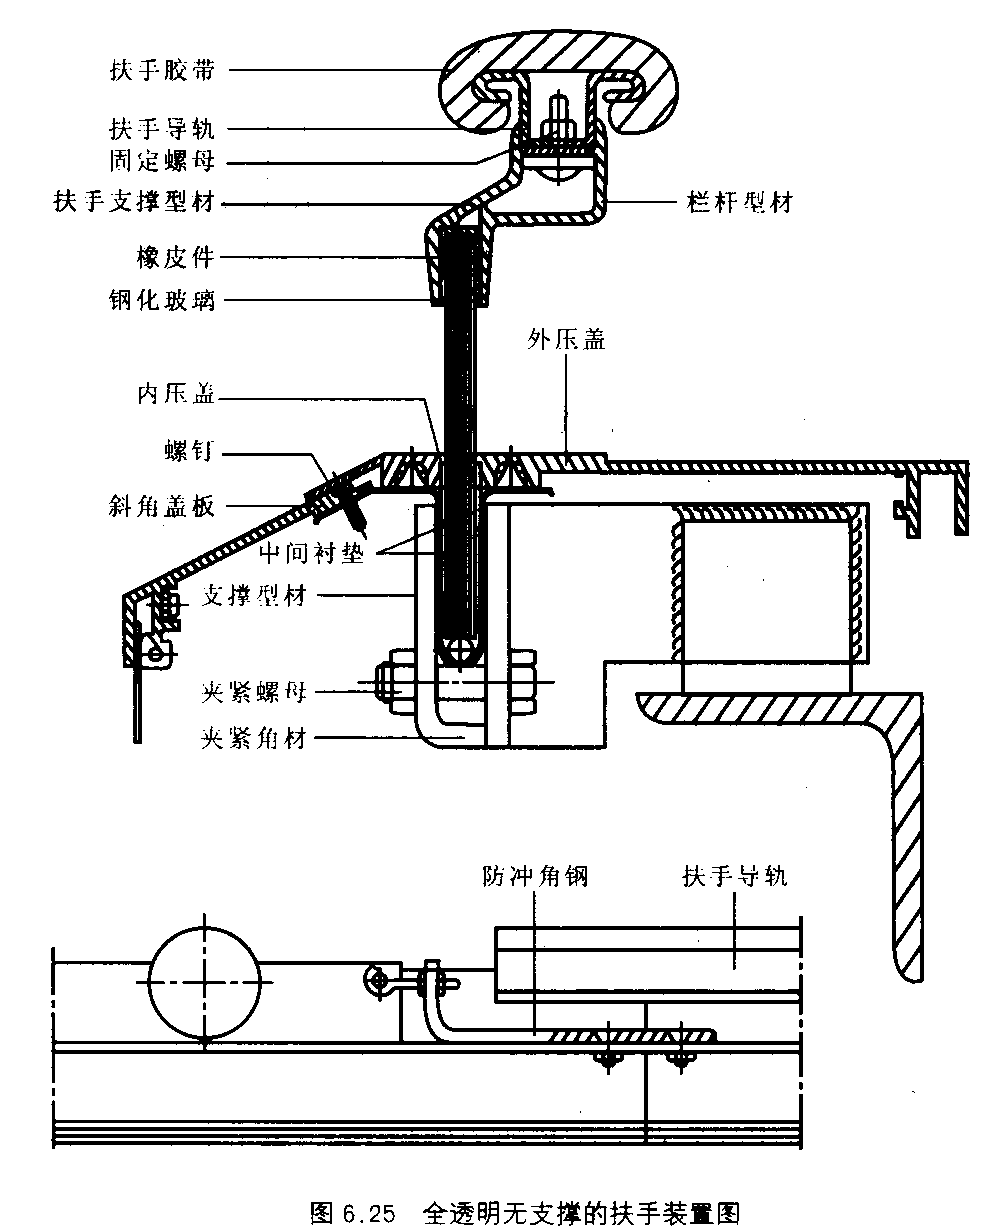 扶手胶带
扶手导轨
固定螺母
扶手支撑型材
栏杆型材
橡皮件
钢化玻璃
外压盖
内压盖
螺钉
斜角盖板
中间衬垫
支撑型材
夹紧螺母
夹紧角材
防冲角钢
扶手导轨
图 6.25 全透明无支撑的扶手装置图